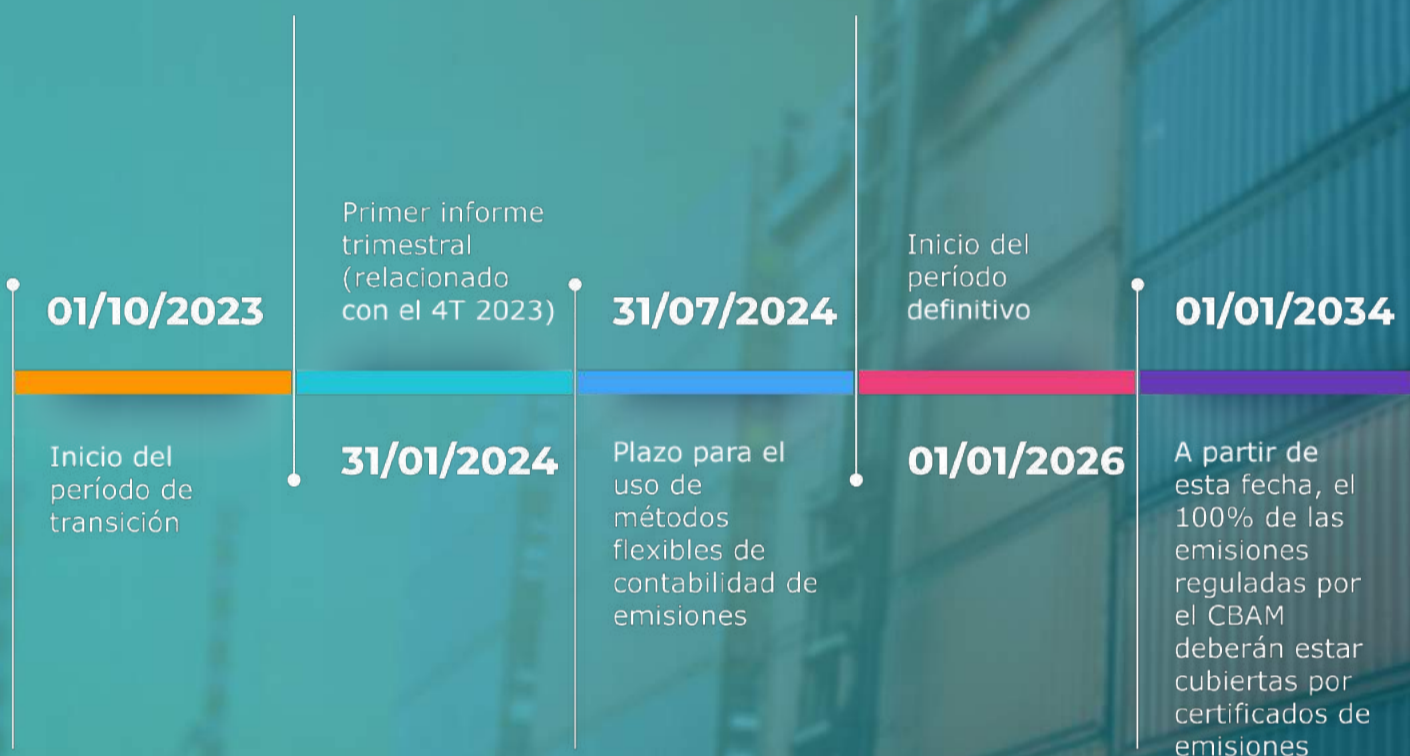 01/10/2023
Inicio del
período de
transición
Primer informe
trimestral
(relacionado
con el 4T 2023)
31/01/2024
31/07/2024
Plazo para el
uso de
métodos
flexibles de
contabilidad de
emisiones
Inicio del
período
definitivo
01/01/2026
01/01/2034
A partir de
esta fecha, el
100% de las
emisiones
reguladas por
el CBAM
deberán estar
cubiertas por
certificados de
emisiones